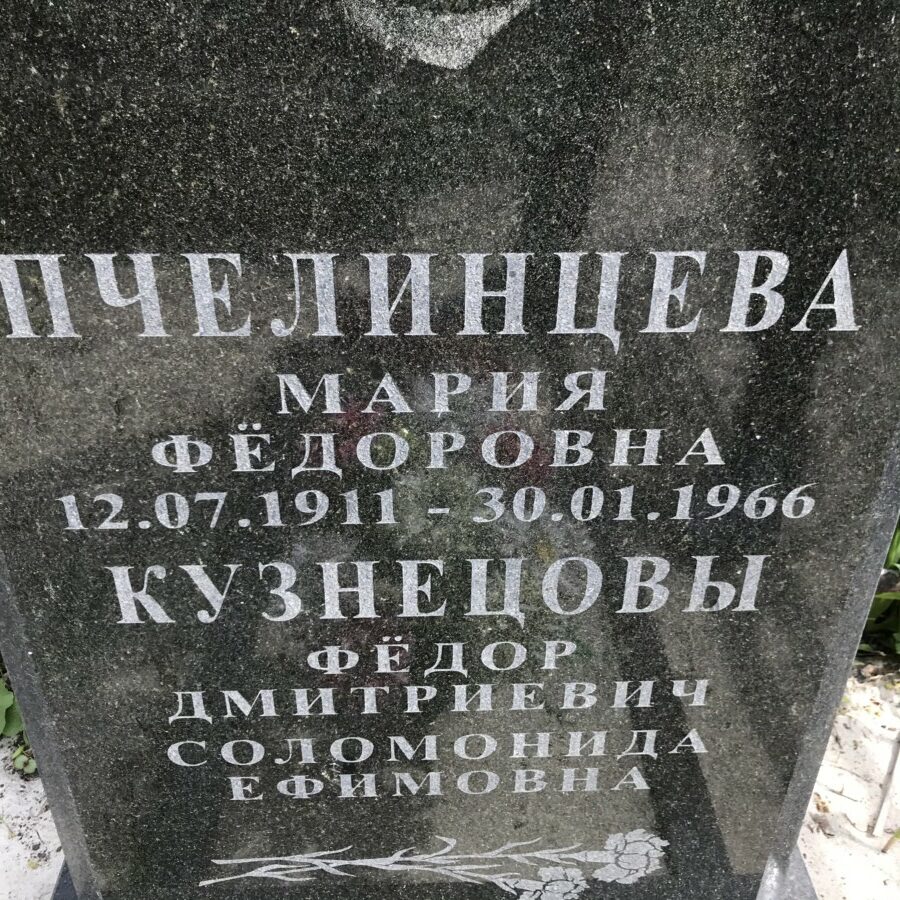 ПЧЕЛИНЦЕВА
МАРИЯ
ФЁДОРОВНА
12.07.1911 - 30.01.1966
КУЗНЕЦОВЫ
ФЁДОР
ДМИТРИЕВИЧ
СОЛОМОНИДА
ЕФИМОВНА